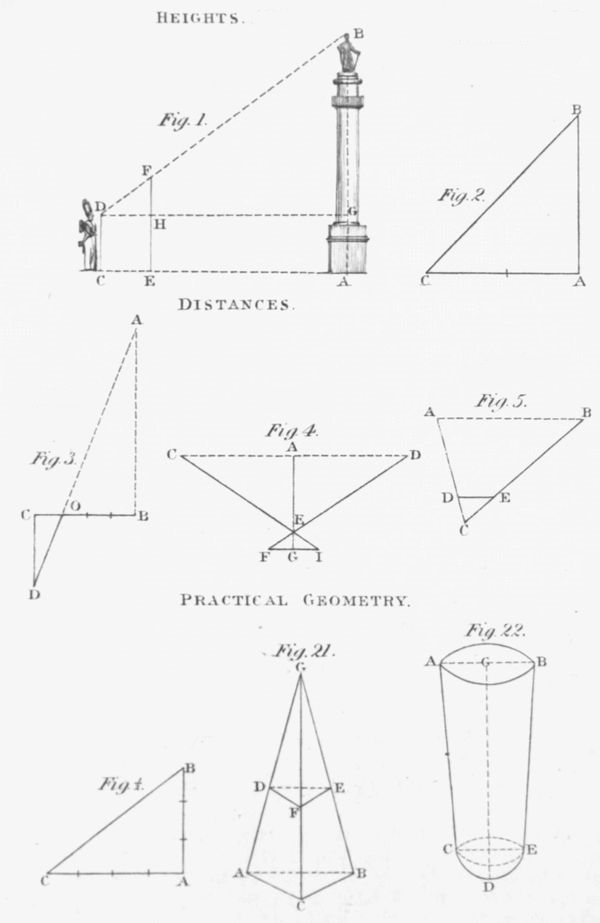 HEIGHTS.
B
Fig. 1.
F
D
H
G
C E A
B
Fig. 2.
C A
DISTANCES.
A
Fig. 3.
C O B
D
Fig. 4.
C A D
E
F G I
Fig. 5.
A B
D E
C
PRACTICAL GEOMETRY.
Fig. 4.
B
C A
Fig. 21.
G
D E
F
A B
C
Fig. 22.
A G B
C E
D